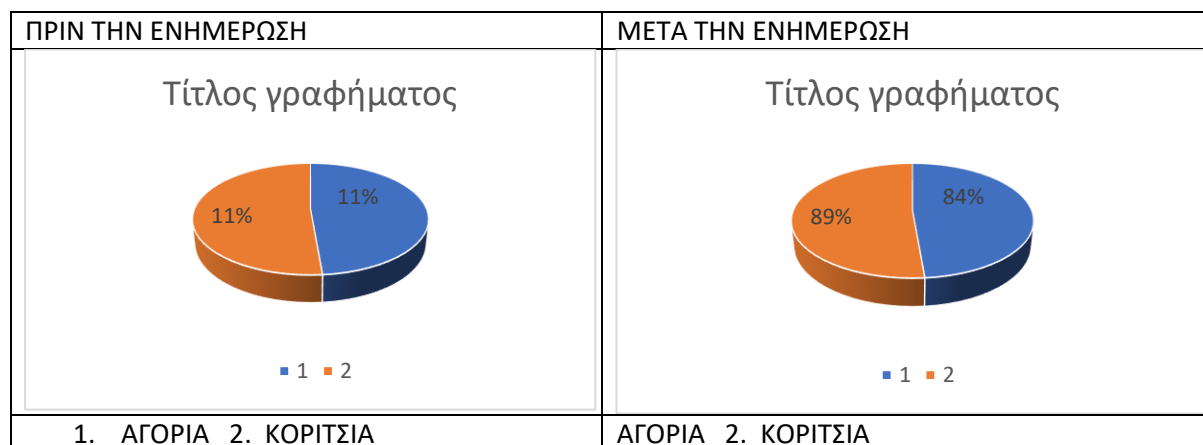 ΠΡΙΝ ΤΗΝ ΕΝΗΜΕΡΩΣΗ
ΜΕΤΑ ΤΗΝ ΕΝΗΜΕΡΩΣΗ
Τίτλος γραφήματος
11%
11%
1 2
Τίτλος γραφήματος
84%
89%
1 2
1. ΑΓΟΡΙΑ 2. ΚΟΡΙΤΣΙΑ
ΑΓΟΡΙΑ 2. ΚΟΡΙΤΣΙΑ